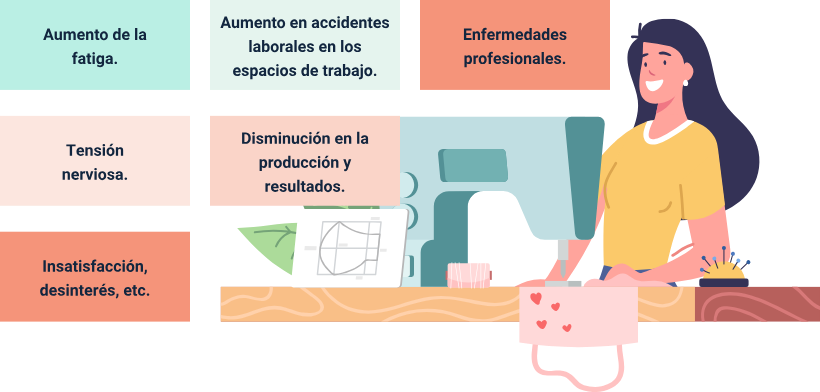 Aumento de la
fatiga.
Aumento en accidentes
laborales en los
espacios de trabajo.
Enfermedades
profesionales.
Tensión
nerviosa.
Disminución en la
producción y
resultados.
Insatisfacción,
desinterés, etc.